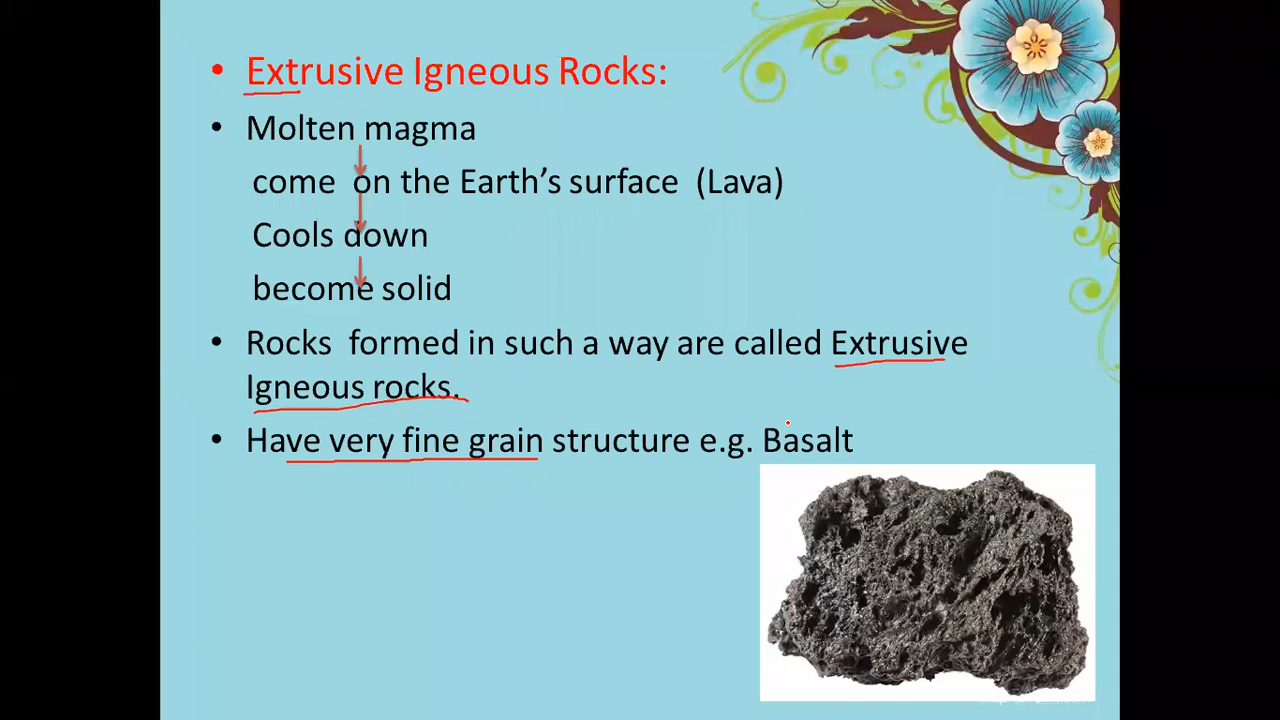 • Extrusive Igneous Rocks:
• Molten magma
come on the Earth's surface (Lava)
Cools down
become solid
• Rocks formed in such a way are called Extrusive
Igneous rocks.
• Have very fine grain structure e.g. Basalt